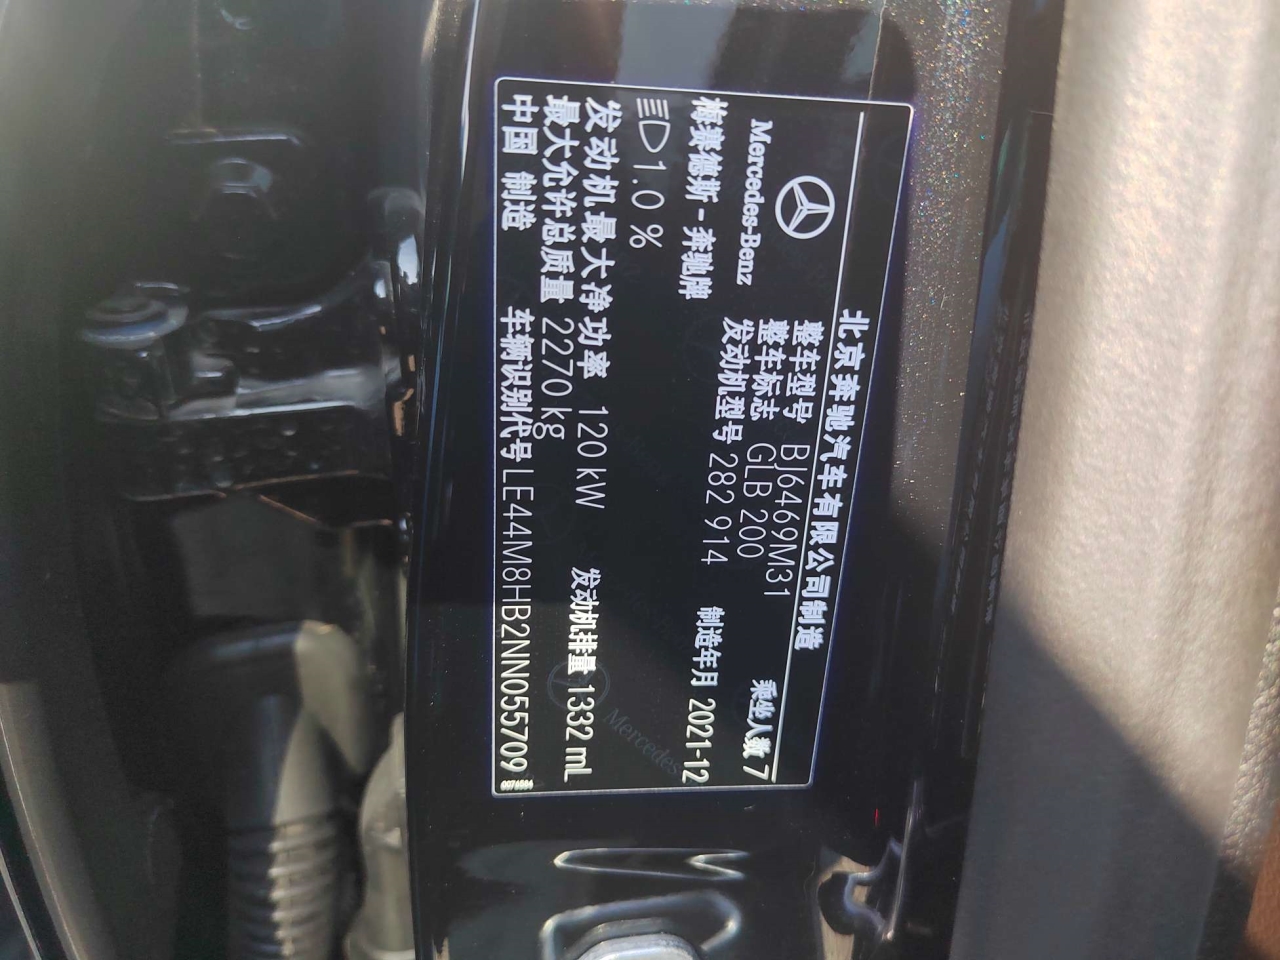 北京奔驰汽车有限公司制造
Mercedes-Benz
整车型号 BJ6469M31
整车标志 GLB 200
乘坐人数 7
梅赛德斯-奔驰牌
发动机型号 282 914
制造年月 2021-12
1.0 %
发动机最大净功率 120 kW
发动机排量 1332 mL
最大允许总质量 2270 kg
中国 制造
车辆识别代号 LE44M8HB2NN055709